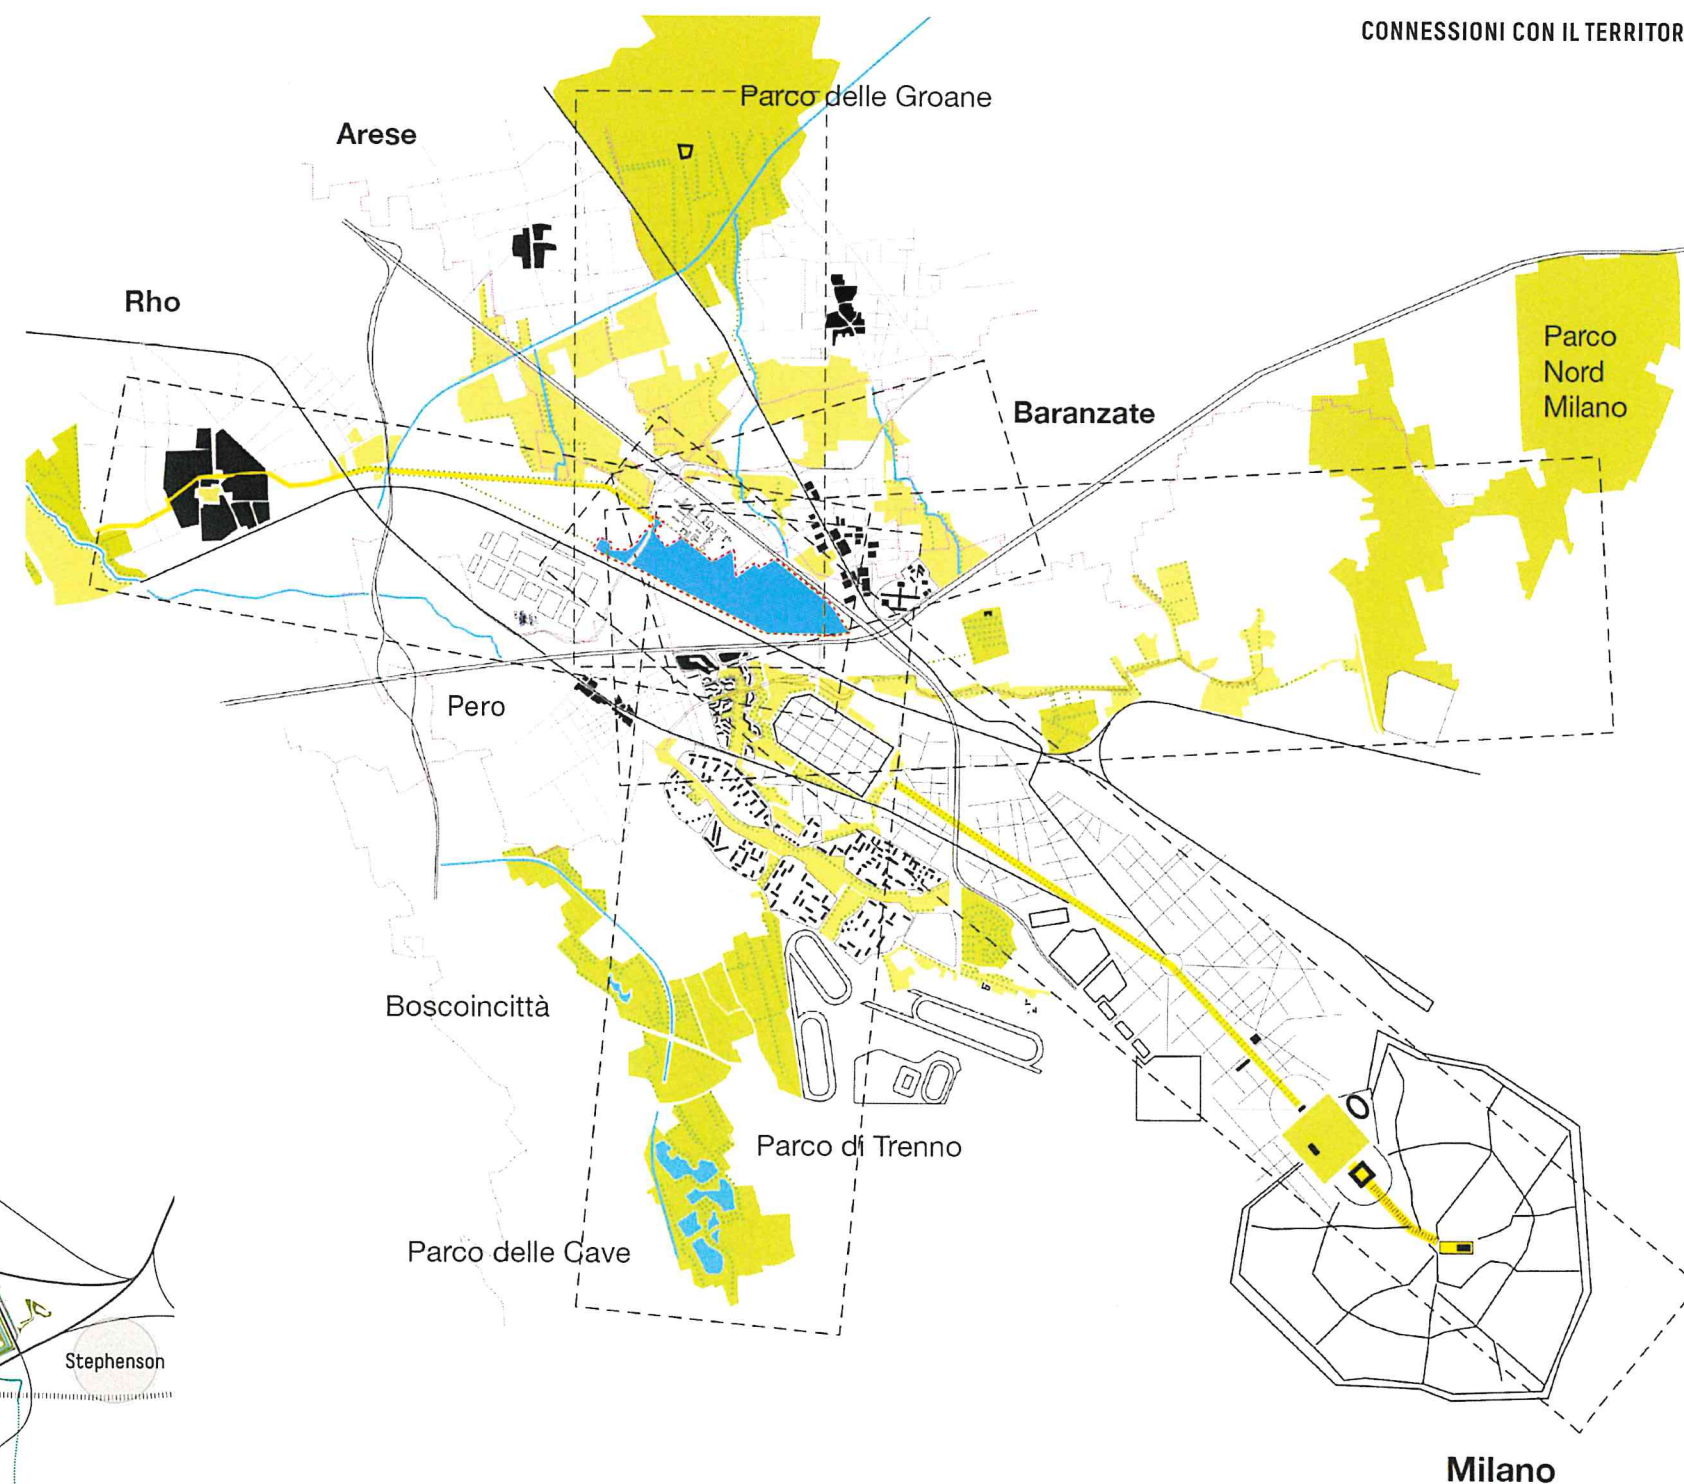 CONNESSIONI CON IL TERRITOR
Parco delle Groane
Arese
Rho
Parco
Nord
Milano
Baranzate
Pero
Boscoincittà
Parco di Trenno
Parco delle Cave
Stephenson
Milano